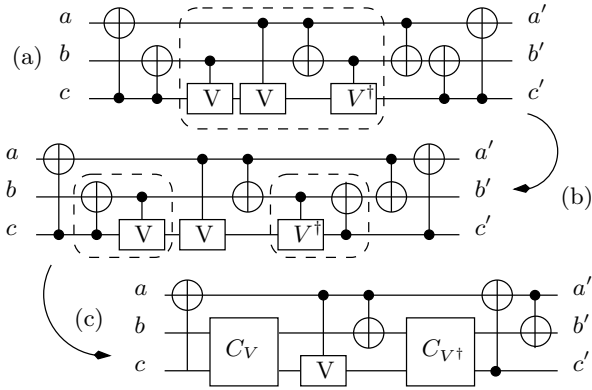 a a′
(a) b b′
c V V V† c′
a a′
b b′ (b)
c V V V† c′
(c) a a′
b C_V C_{V†} b′
c V c′